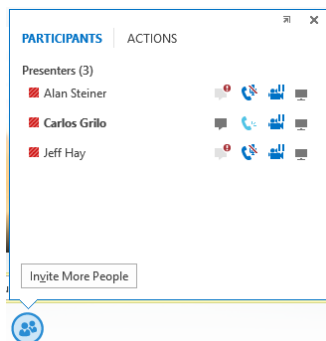 PARTICIPANTS ACTIONS
Presenters (3)
Alan Steiner
Carlos Grilo
Jeff Hay
Invite More People